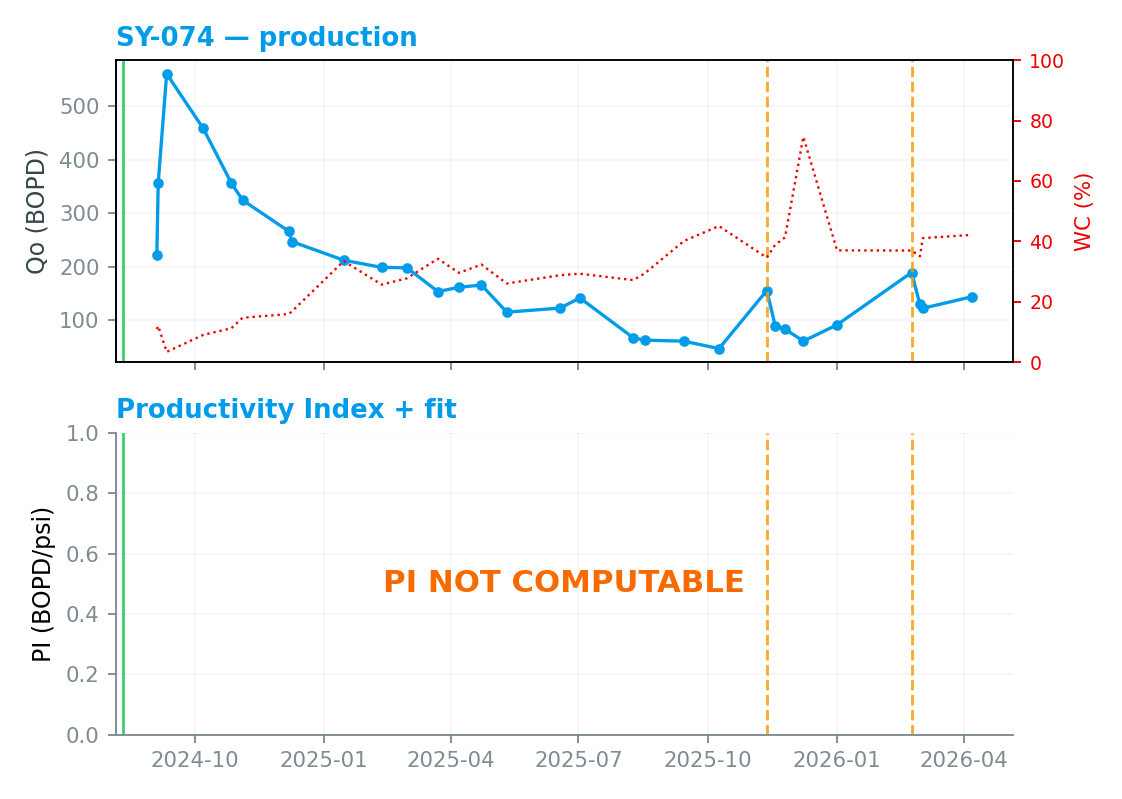 SY-074 — production
Qo (BOPD)
500
400
300
200
100
100
80
60
40
20
0
WC (%)
Productivity Index + fit
PI (BOPD/psi)
1.0
0.8
0.6
0.4
0.2
0.0
PI NOT COMPUTABLE
2024-10 2025-01 2025-04 2025-07 2025-10 2026-01 2026-04